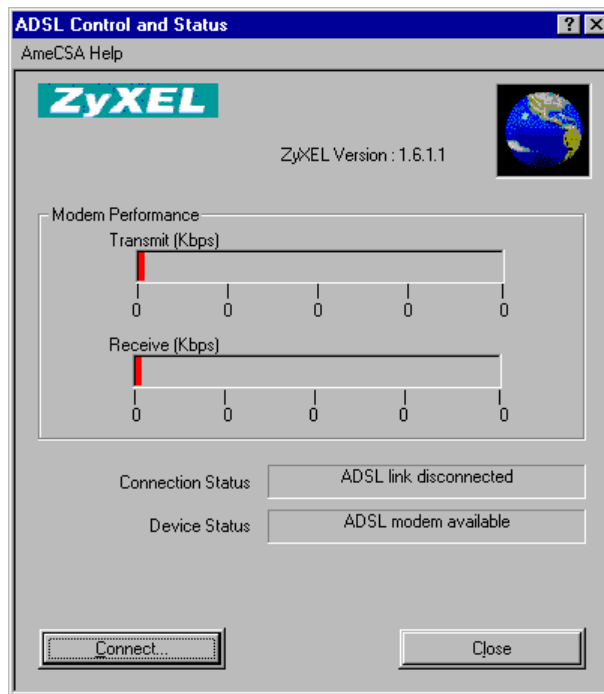 ADSL Control and Status
AmeCSA Help
ZyXEL
ZyXEL Version : 1.6.1.1
Modem Performance
Transmit (Kbps)
0 0 0 0 0
Receive (Kbps)
0 0 0 0 0
Connection Status ADSL link disconnected
Device Status ADSL modem available
Connect... Close